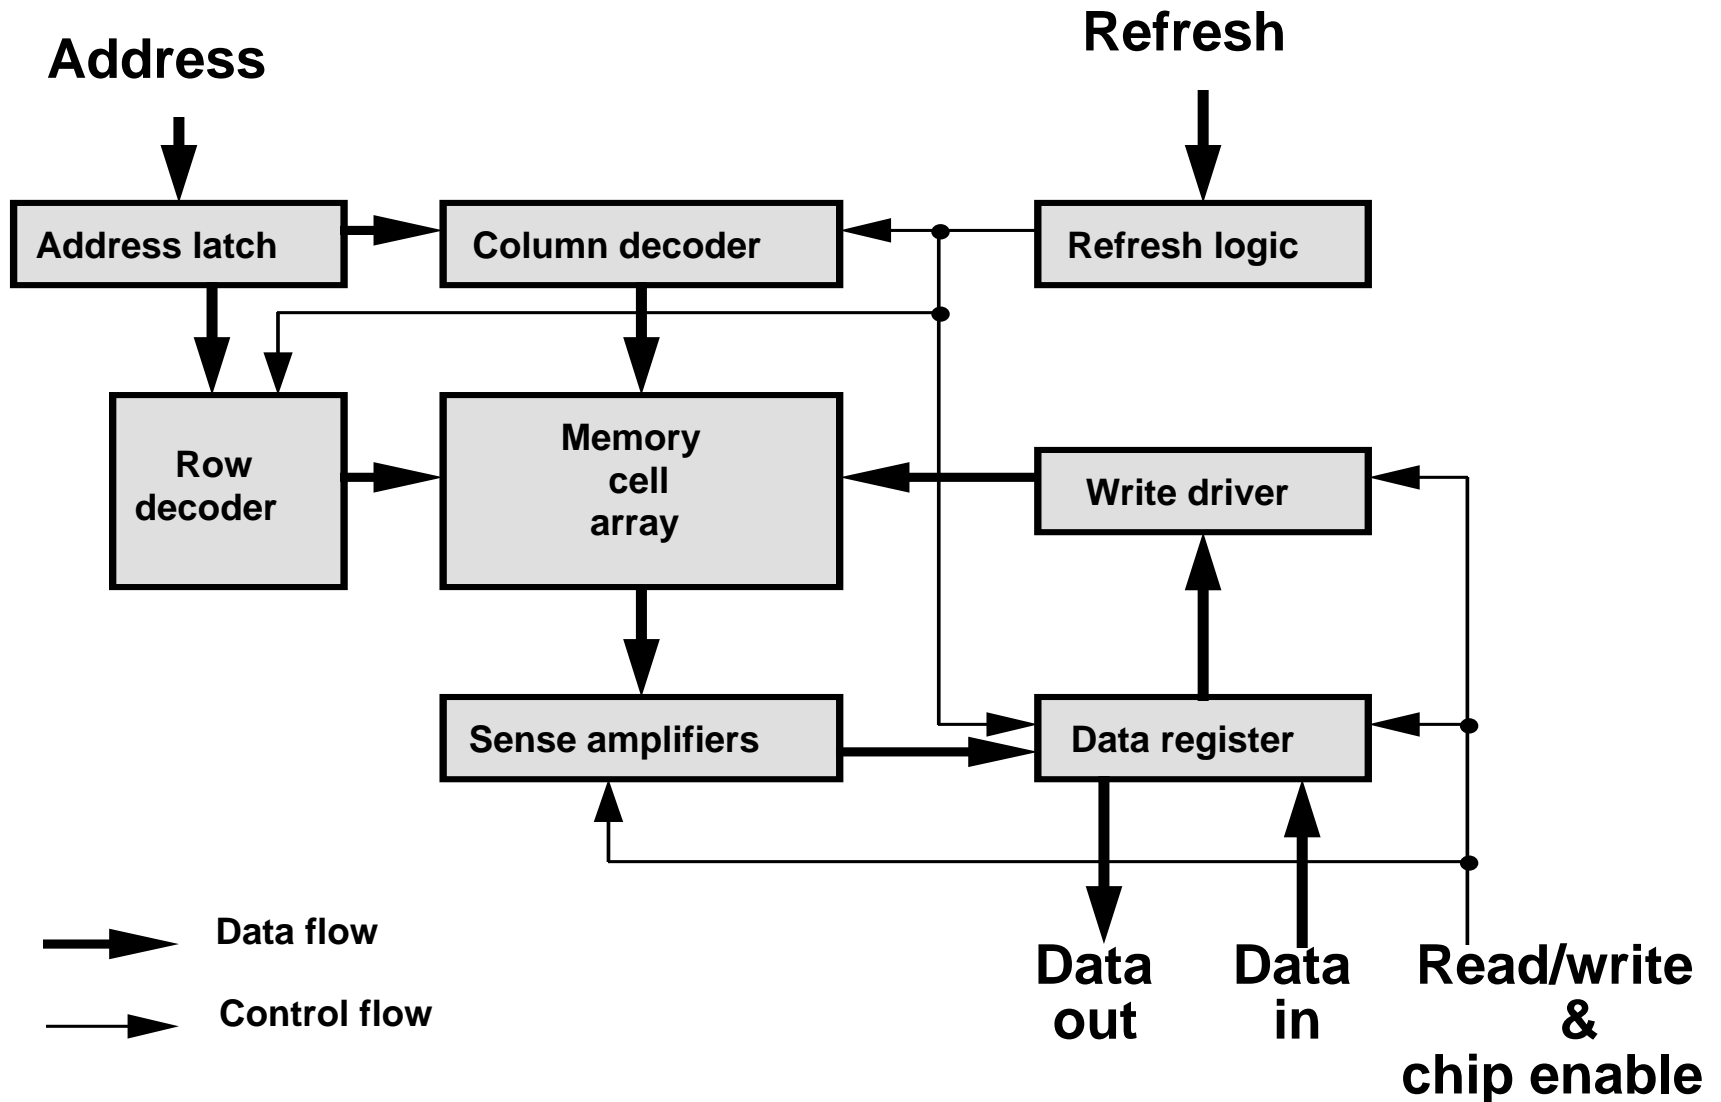 Address
Refresh
Address latch
Column decoder
Refresh logic
Row
decoder
Memory
cell
array
Write driver
Sense amplifiers
Data register
Data flow
Control flow
Data
out
Data
in
Read/write
&
chip enable